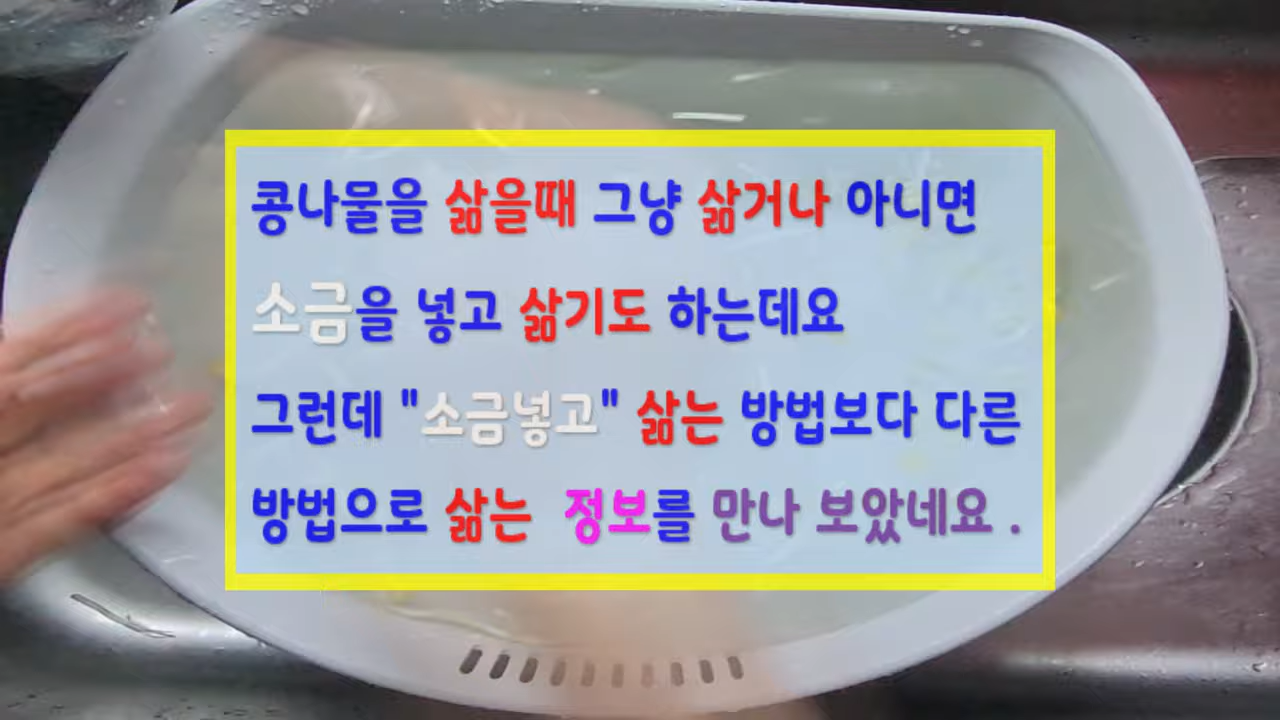 콩나물을 삶을때 그냥 삶거나 아니면
소금을 넣고 삶기도 하는데요
그런데 "소금넣고" 삶는 방법보다 다른
방법으로 삶는 정보를 만나 보았네요 .